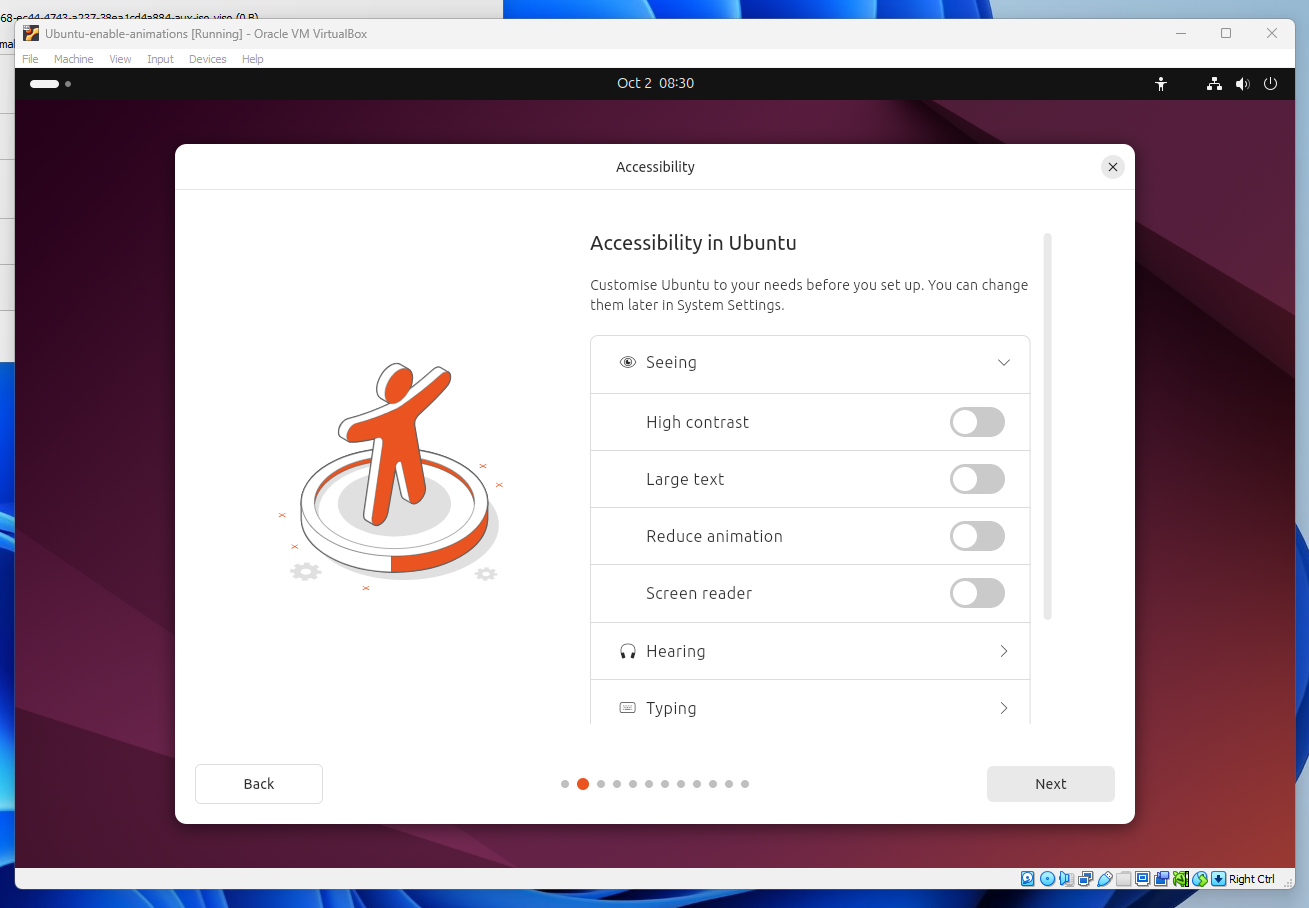 68-ec44-4743-a237-38ea1cd4a884-aux-iso-viso (0 B)
Ubuntu-enable-animations [Running] - Oracle VM VirtualBox
File Machine View Input Devices Help
Oct 2 08:30
Accessibility
Accessibility in Ubuntu
Customise Ubuntu to your needs before you set up. You can change
them later in System Settings.
Seeing
High contrast
Large text
Reduce animation
Screen reader
Hearing
Typing
Back
Next
Right Ctrl